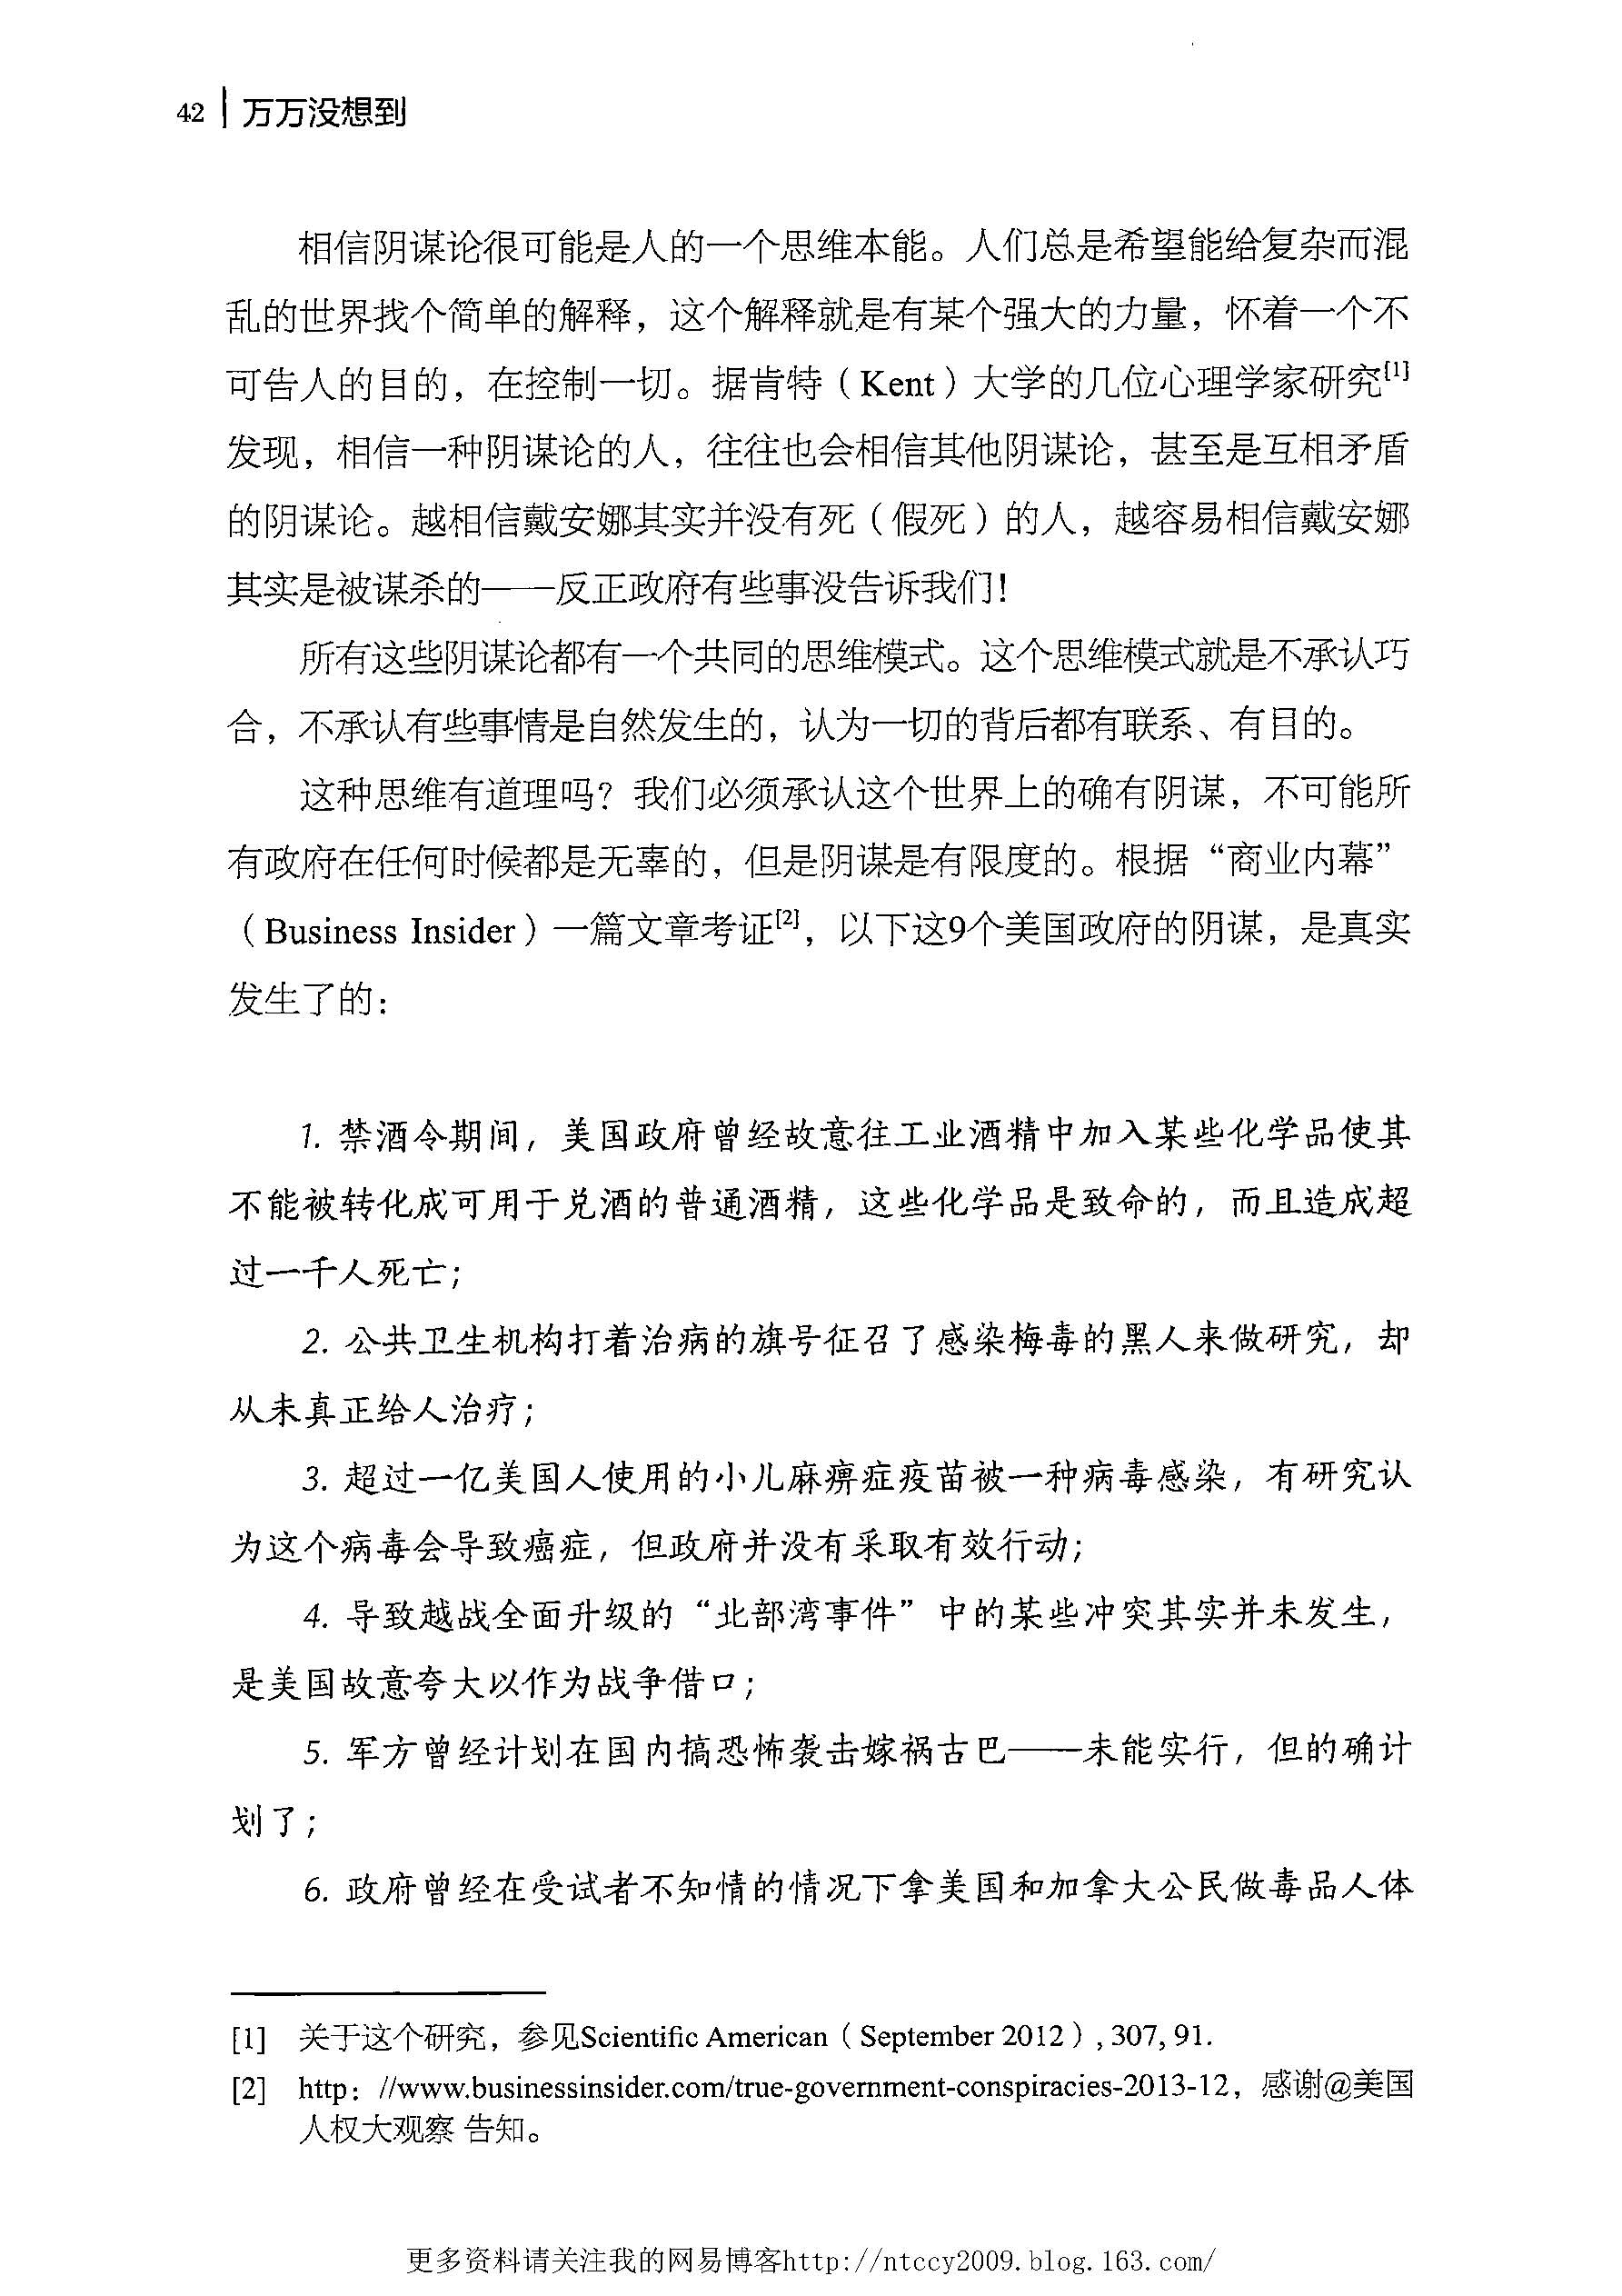 42 万万没想到
相信阴谋论很可能是人的一个思维本能。人们总是希望能给复杂而混
乱的世界找个简单的解释，这个解释就是有某个强大的力量，怀着一个不
可告人的目的，在控制一切。据肯特（Kent）大学的几位心理学家研究[1]
发现，相信一种阴谋论的人，往往也会相信其他阴谋论，甚至是互相矛盾
的阴谋论。越相信戴安娜其实并没有死（假死）的人，越容易相信戴安娜
其实是被谋杀的——反正政府有些事没告诉我们！
所有这些阴谋论都有一个共同的思维模式。这个思维模式就是不承认巧
合，不承认有些事情是自然发生的，认为一切的背后都有联系、有目的。
这种思维有道理吗？我们必须承认这个世界上的确有阴谋，不可能所
有政府在任何时候都是无辜的，但是阴谋是有限度的。根据“商业内幕”
（Business Insider）一篇文章考证[2]，以下这9个美国政府的阴谋，是真实
发生了的：
1. 禁酒令期间，美国政府曾经故意往工业酒精中加入某些化学品使其
不能被转化成可用于兑酒的普通酒精，这些化学品是致命的，而且造成超
过一千人死亡；
2. 公共卫生机构打着治病的旗号征召了感染梅毒的黑人来做研究，却
从未真正给人治疗；
3. 超过一亿美国人使用的小儿麻痹症疫苗被一种病毒感染，有研究认
为这个病毒会导致癌症，但政府并没有采取有效行动；
4. 导致越战全面升级的“北部湾事件”中的某些冲突其实并未发生，
是美国故意夸大以作为战争借口；
5. 军方曾经计划在国内搞恐怖袭击嫁祸古巴——未能实行，但的确计
划了；
6. 政府曾经在受试者不知情的情况下拿美国和加拿大公民做毒品人体
[1] 关于这个研究，参见Scientific American（September 2012）, 307, 91.
[2] http：//www.businessinsider.com/true-government-conspiracies-2013-12，感谢@美国
人权大观察 告知。
更多资料请关注我的网易博客http://ntccy2009.blog.163.com/